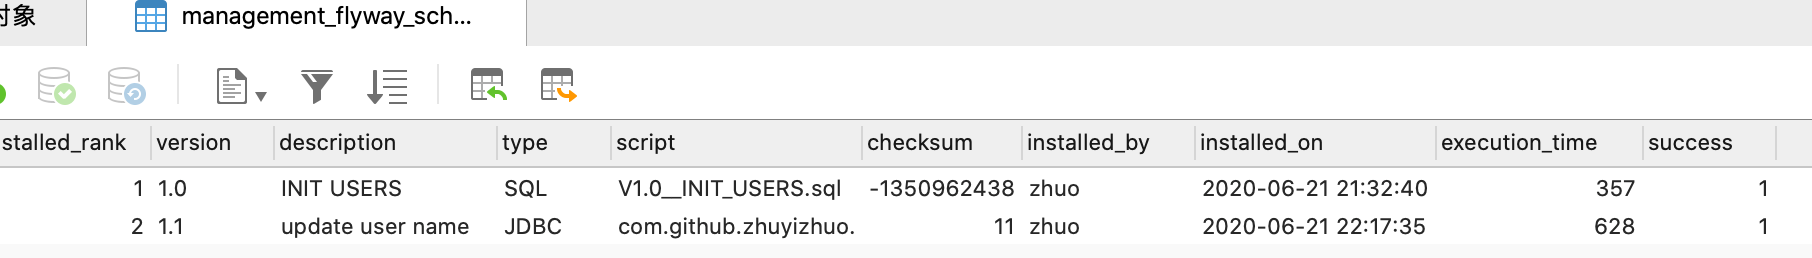 对象 management_flyway_sch...
stalled_rank version description type script checksum installed_by installed_on execution_time success
1 1.0 INIT USERS SQL V1.0__INIT_USERS.sql -1350962438 zhuo 2020-06-21 21:32:40 357 1
2 1.1 update user name JDBC com.github.zhuyizhuo. 11 zhuo 2020-06-21 22:17:35 628 1